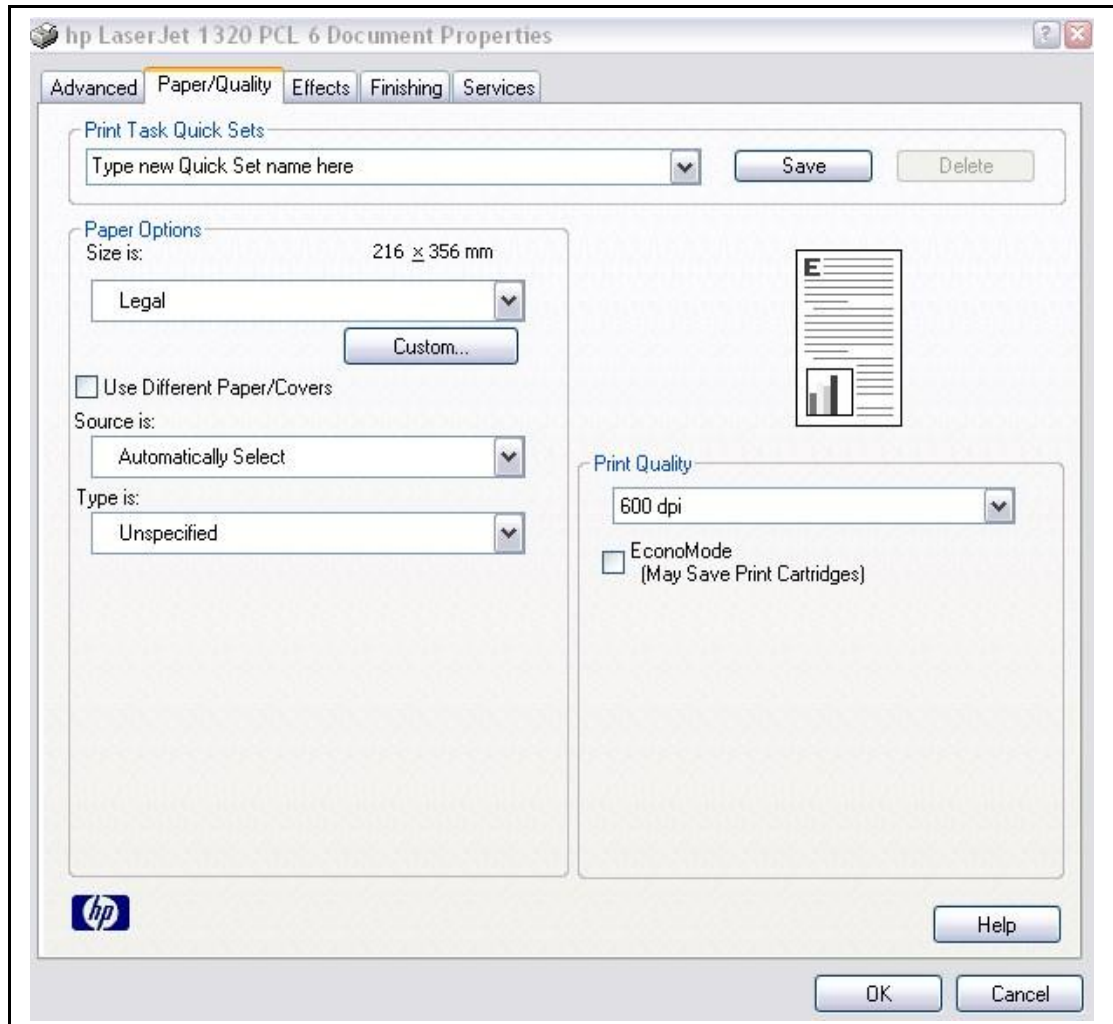 hp LaserJet 1320 PCL 6 Document Properties
Advanced Paper/Quality Effects Finishing Services
Print Task Quick Sets
Type new Quick Set name here Save Delete
Paper Options
Size is: 216 x 356 mm
Legal
Custom...
Use Different Paper/Covers
Source is:
Automatically Select
Type is:
Unspecified
E
Print Quality
600 dpi
EconoMode
(May Save Print Cartridges)
hp
Help
OK Cancel